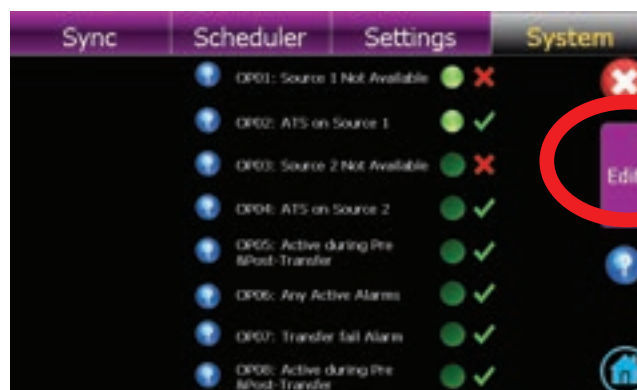 Sync Scheduler Settings System
OP01: Source 1 Not Available
OP02: ATS on Source 1
OP03: Source 2 Not Available
Edit
OP04: ATS on Source 2
OP05: Active during Pre
&Post-Transfer
OP06: Any Active Alarms
OP07: Transfer fail Alarm
OP08: Active during Pre
&Post-Transfer